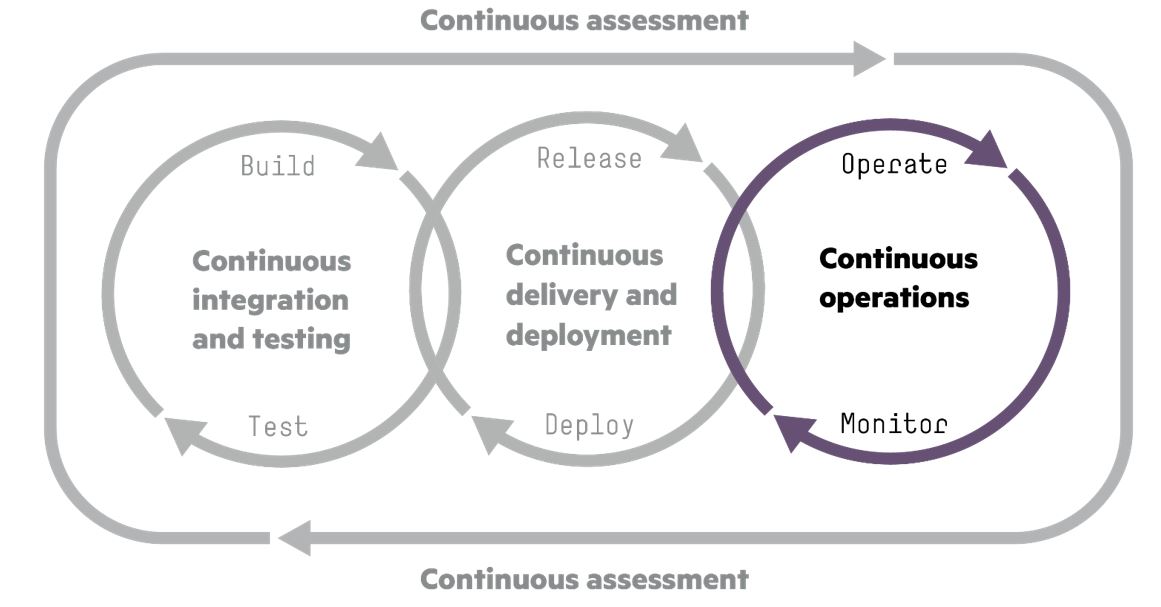 Continuous assessment
Build
Continuous
integration
and testing
Test
Release
Continuous
delivery and
deployment
Deploy
Operate
Continuous
operations
Monitor
Continuous assessment